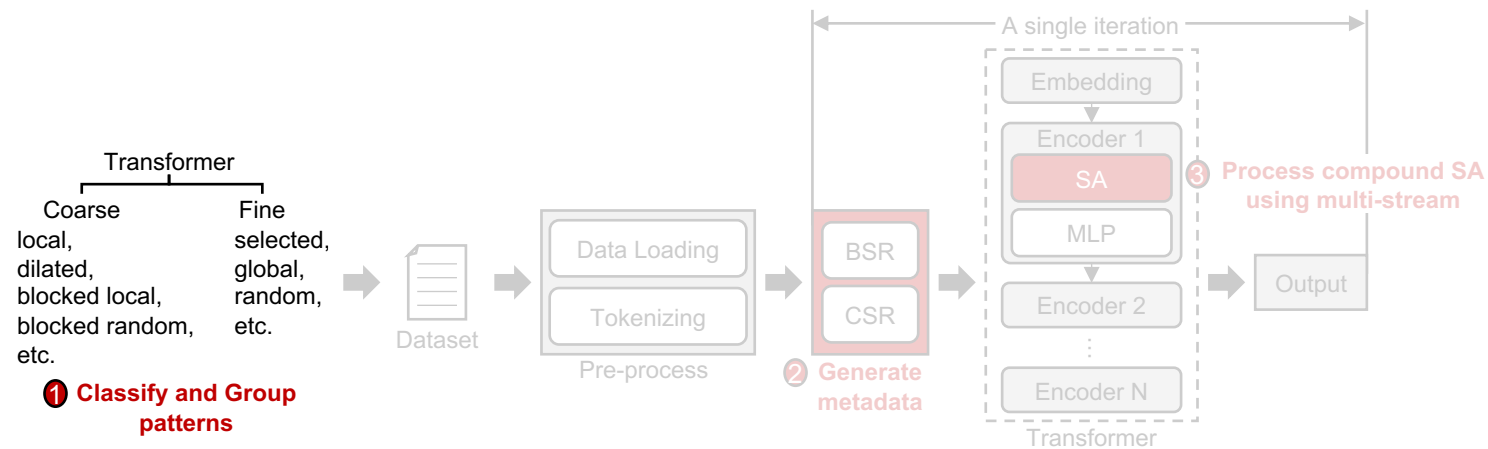 Transformer
Coarse
local,
dilated,
blocked local,
blocked random,
etc.
Fine
selected,
global,
random,
etc.
1 Classify and Group
patterns
Dataset
Data Loading
Tokenizing
Pre-process
BSR
CSR
2 Generate
metadata
A single iteration
Embedding
Encoder 1
SA
MLP
Encoder 2
⋮
Encoder N
Transformer
3 Process compound SA
using multi-stream
Output